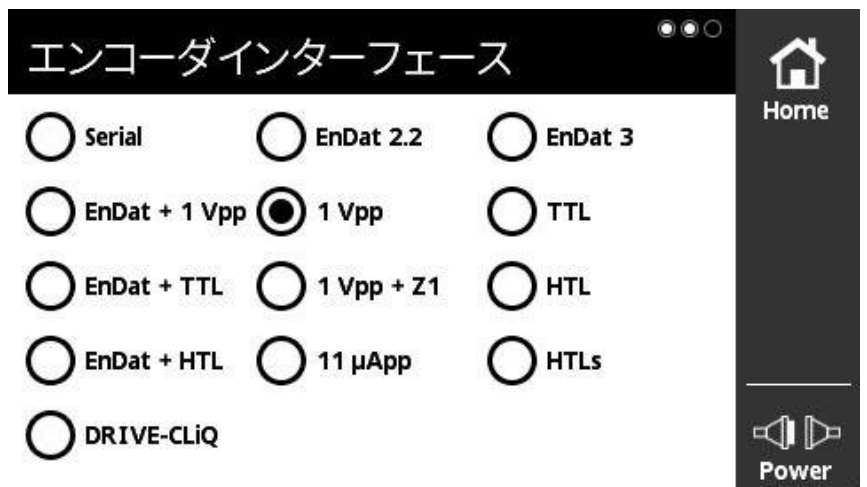 エンコーダインターフェース
Home
Serial
EnDat 2.2
EnDat 3
EnDat + 1 Vpp
1 Vpp
TTL
EnDat + TTL
1 Vpp + Z1
HTL
EnDat + HTL
11 µApp
HTLs
DRIVE-CLiQ
Power